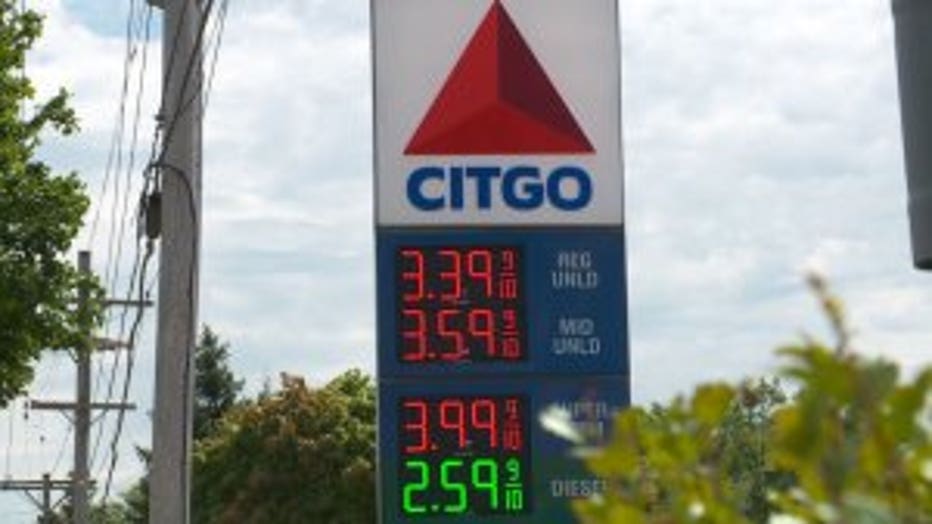 CITGO
3.39 9/10 REG UNLD
3.59 9/10 MID UNLD
3.99 9/10
2.59 9/10 DIESEL